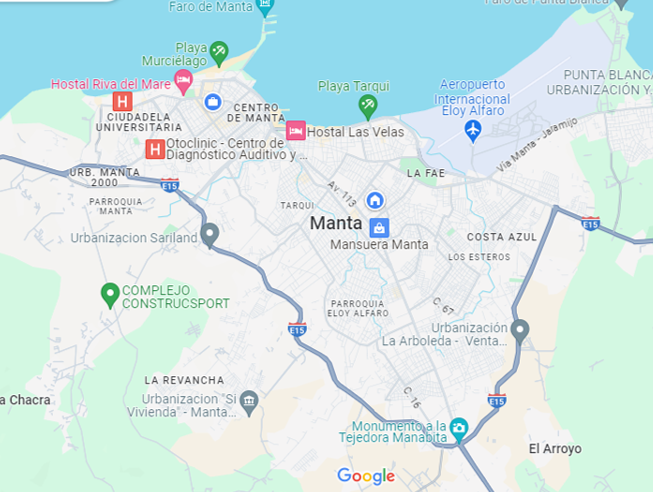 Faro de Manta
Faro de Punta Blanca
Playa
Murciélago
Hostal Riva del Mare
H
Playa Tarqui
Aeropuerto
Internacional
Eloy Alfaro
PUNTA BLANCA
URBANIZACIÓN Y
CENTRO
DE MANTA
CIUDADELA
UNIVERSITARIA
Hostal Las Velas
H
Otoclinic - Centro de
Diagnóstico Auditivo y ...
Vía Manta - Jalamijo
LA FAE
URB. MANTA
2000
E15
PARROQUIA
MANTA
TARQUI
Av. 113
Manta
Mansuera Manta
E15
Urbanizacion Sariland
COSTA AZUL
LOS ESTEROS
COMPLEJO
CONSTRUCSPORT
PARROQUIA
ELOY ALFARO
C. 67
E15
Urbanización
La Arboleda - Venta...
LA REVANCHA
C. 16
E15
a Chacra
Urbanizacion "Si
Vivienda" - Manta...
Monumento a la
Tejedora Manabita
El Arroyo
Google